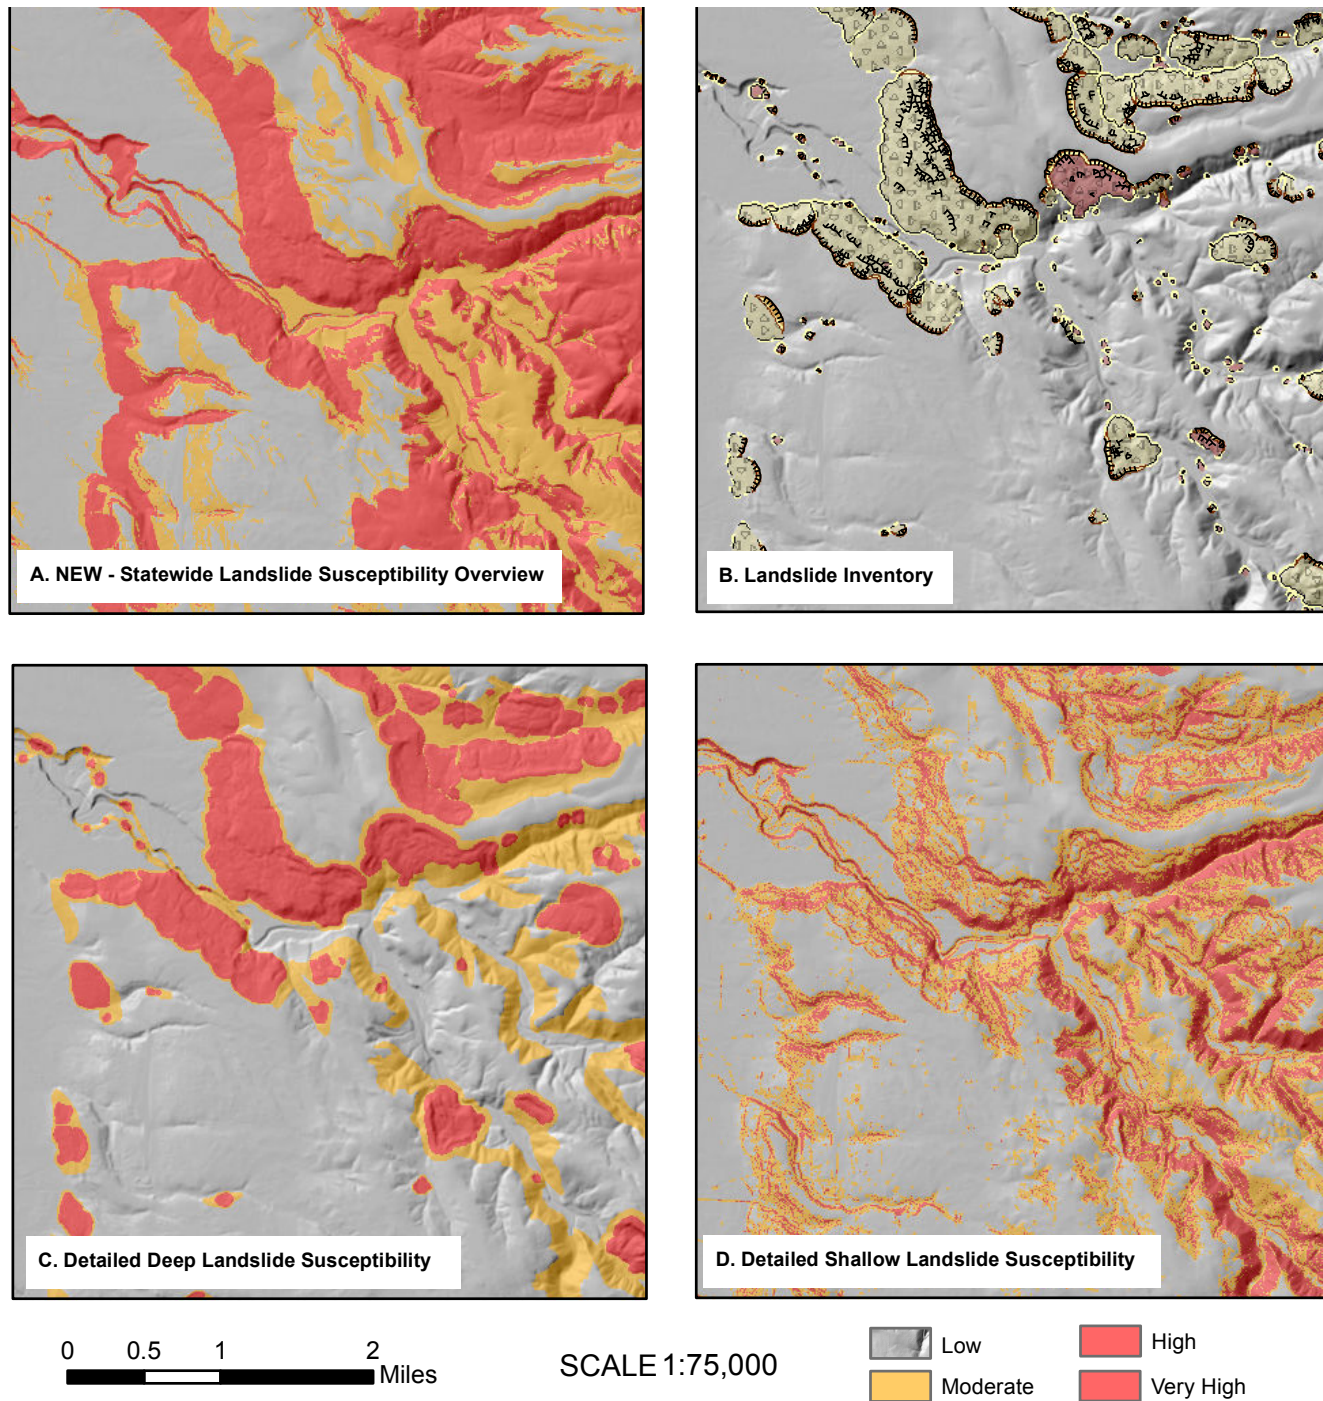 A. NEW - Statewide Landslide Susceptibility Overview
B. Landslide Inventory
C. Detailed Deep Landslide Susceptibility
D. Detailed Shallow Landslide Susceptibility
0 0.5 1 2
Miles
SCALE 1:75,000
Low
High
Moderate
Very High